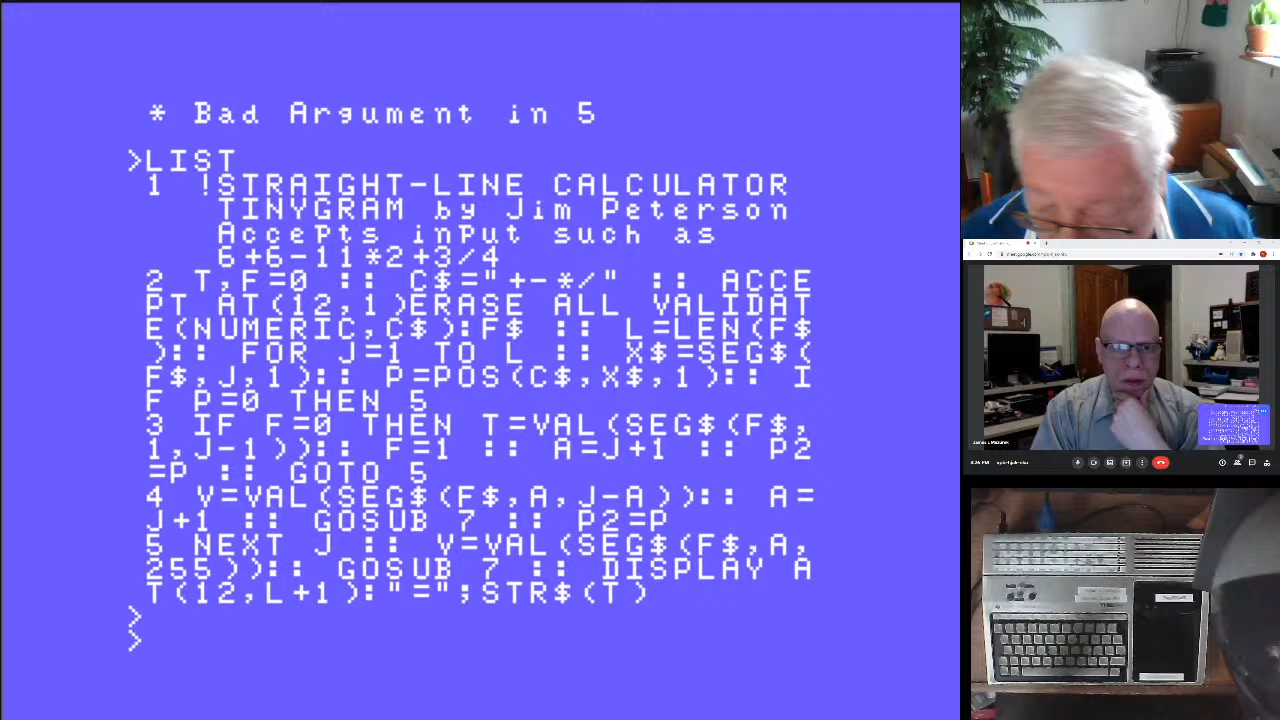 * Bad Argument in 5
>LIST
1 !STRAIGHT-LINE CALCULATOR
TINYGRAM by Jim Peterson
Accepts input such as
6+6-11*2+3/4
2 T,F=0 :: C$="+-*/" :: ACCE
PT AT(12,1)ERASE ALL VALIDAT
E(NUMERIC,C$):F$ :: L=LEN(F$
):: FOR J=1 TO L :: X$=SEG$(
F$,J,1):: P=POS(C$,X$,1):: I
F P=0 THEN 5
3 IF F=0 THEN T=VAL(SEG$(F$,
1,J-1)):: F=1 :: A=J+1 :: P2
=P :: GOTO 5
4 V=VAL(SEG$(F$,A,J-A)):: A=
J+1 :: GOSUB 7 :: P2=P
5 NEXT J :: V=VAL(SEG$(F$,A,
255)):: GOSUB 7 :: DISPLAY A
T(12,L+1):"=";STR$(T)
>
>